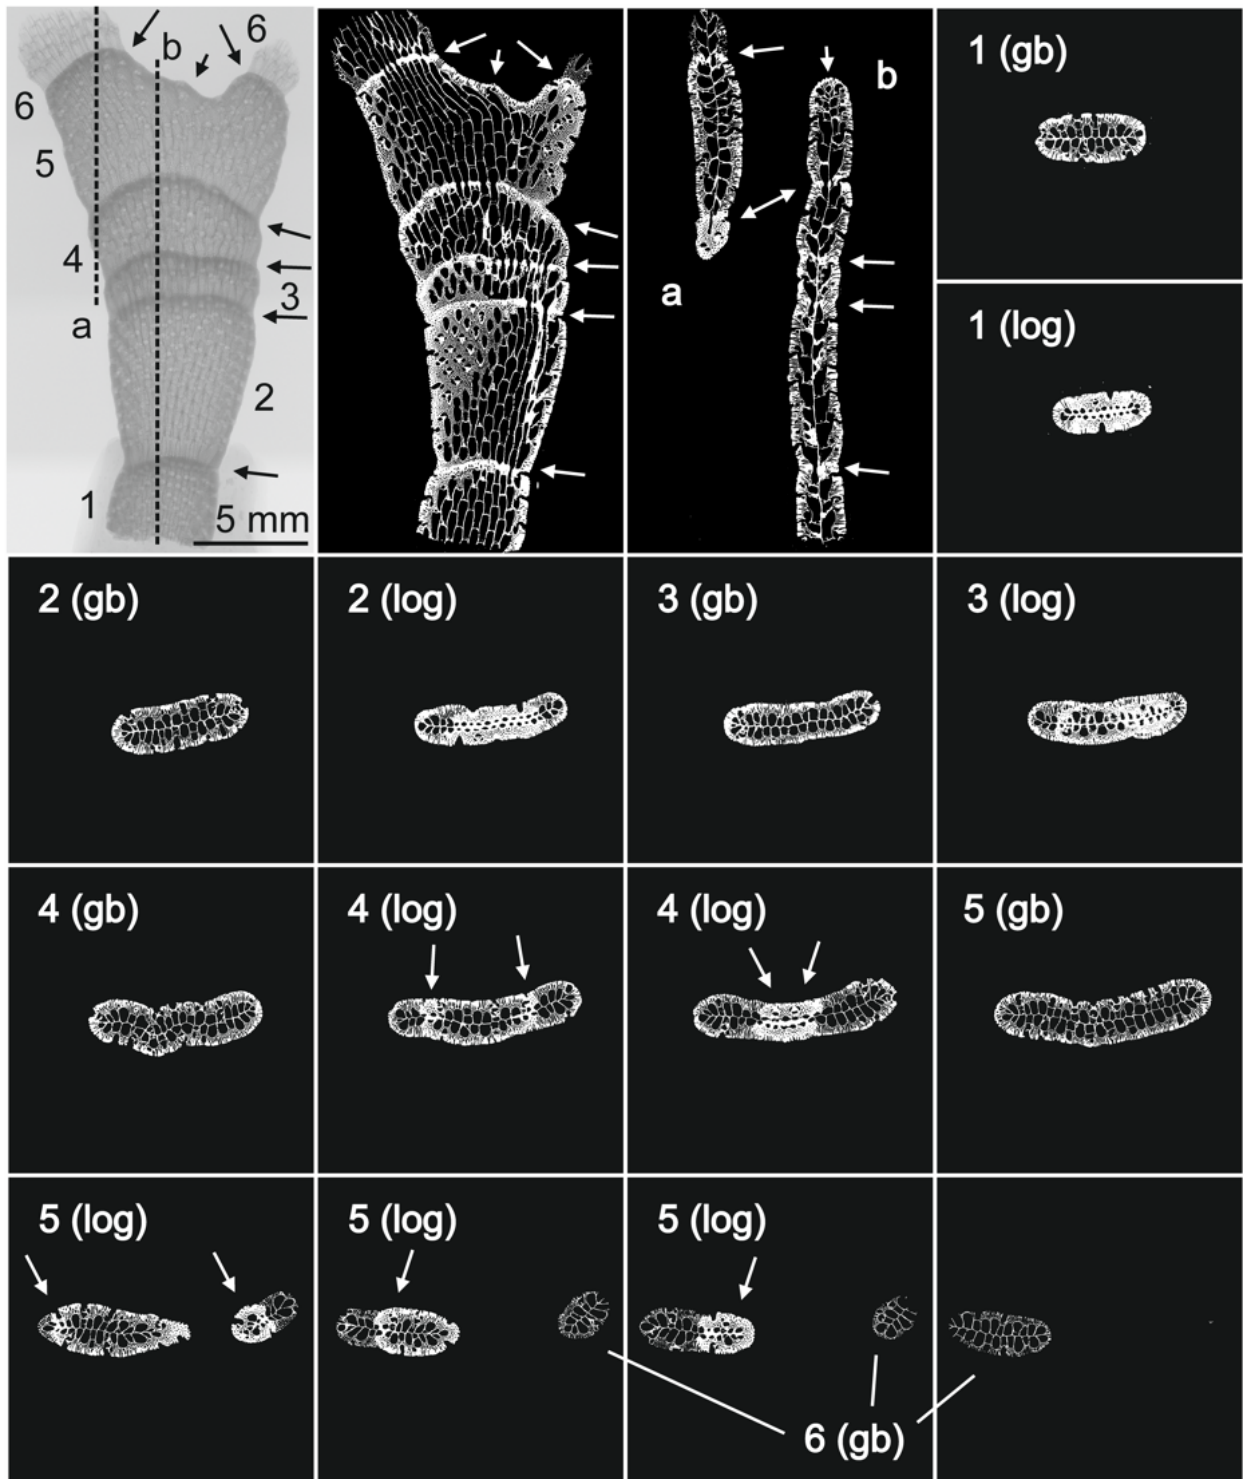 b
6
6
5
4
3
a
2
1
5 mm
b
a
1 (gb)
1 (log)
2 (gb)
2 (log)
3 (gb)
3 (log)
4 (gb)
4 (log)
4 (log)
5 (gb)
5 (log)
5 (log)
5 (log)
6 (gb)